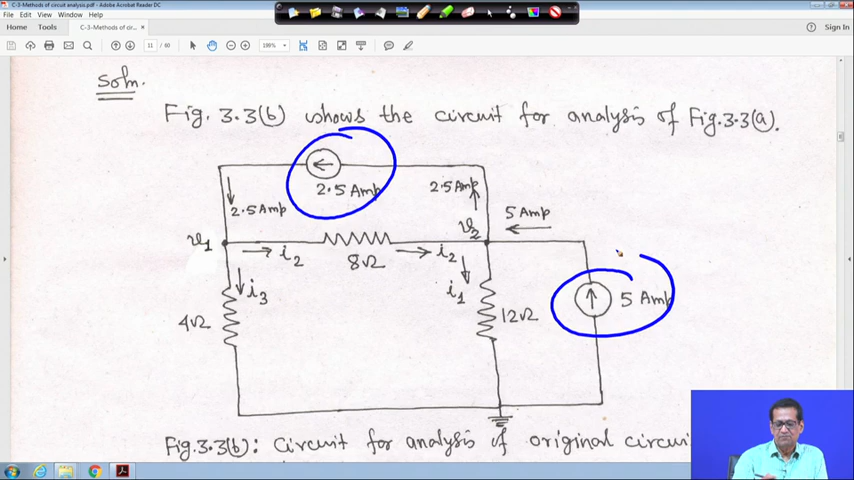 C-3-Methods of circuit analysis.pdf - Adobe Acrobat Reader DC
File Edit View Window Help
Home Tools C-3-Methods of circuit... ×
Sign In
11 / 60
199%
Soln.
Fig. 3.3(b) shows the circuit for analysis of Fig.3.3(a).
2.5 Amp
2.5 Amp
2.5 Amp
5 Amp
v1
i2
8Ω
i2
v2
i3
i1
4Ω
12Ω
5 Amp
Fig.3.3(b): Circuit for analysis of original circui